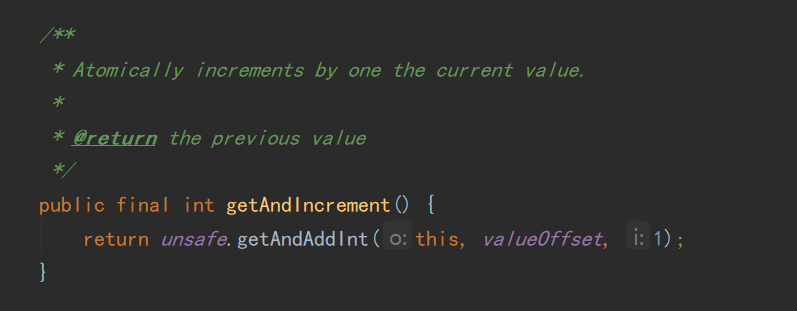 /**
 * Atomically increments by one the current value.
 *
 * @return the previous value
 */
public final int getAndIncrement() {
    return unsafe.getAndAddInt( o: this, valueOffset, i: 1);
}